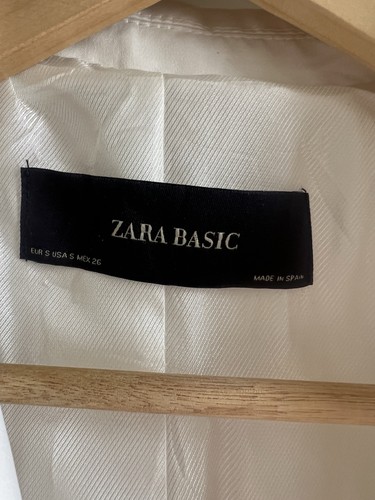 ZARA BASIC
EUR S USA S MEX 26
MADE IN SPAIN